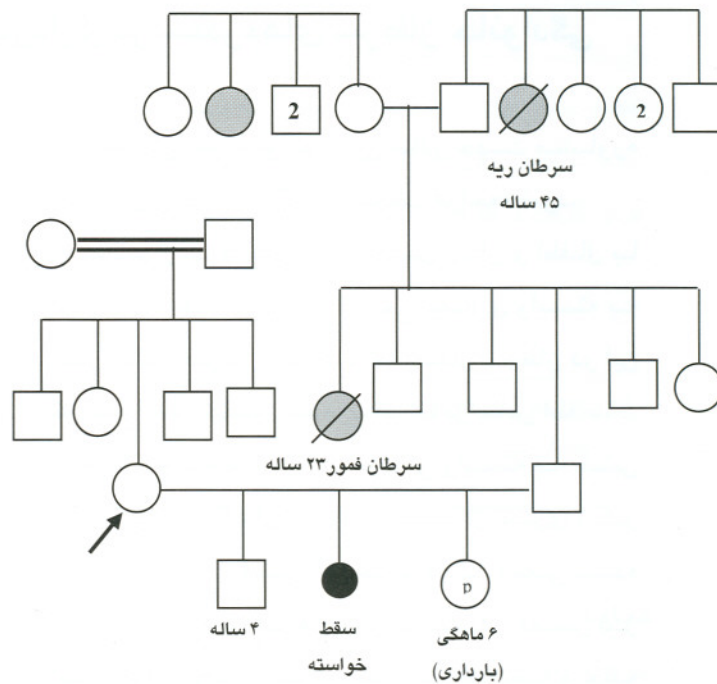 2
2
سرطان ریه
۴۵ ساله
سرطان فمور۲۳ ساله
p
۴ ساله
سقط
خواسته
۶ ماهگی
(بارداری)